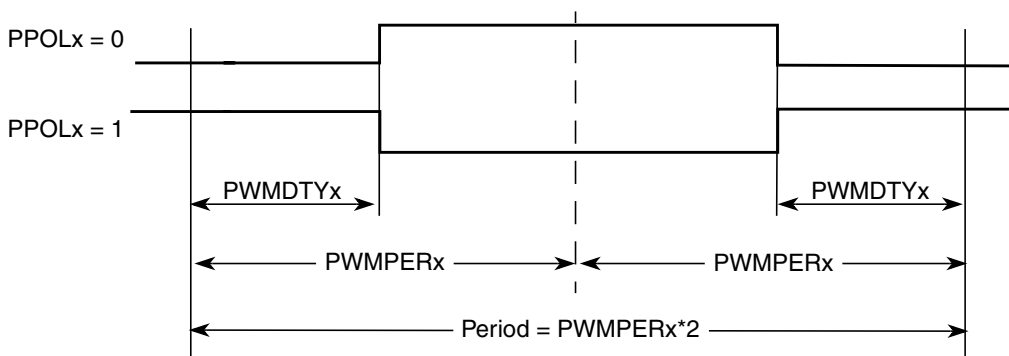 PPOLx = 0
PPOLx = 1
PWMDTYx
PWMDTYx
PWMPERx
PWMPERx
Period = PWMPERx*2